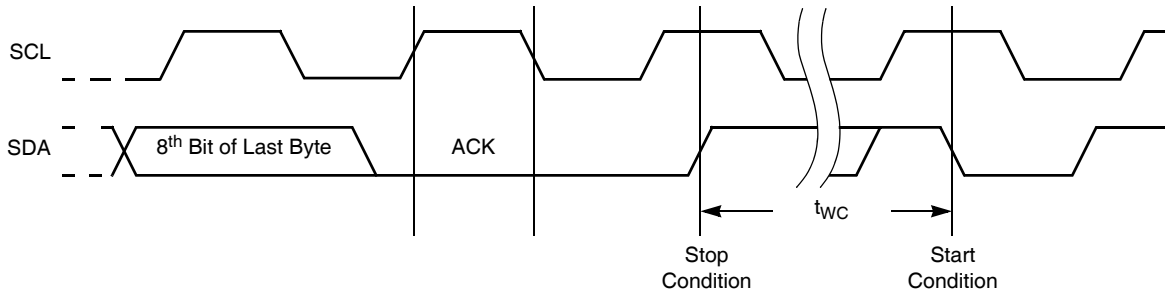 SCL
SDA
8th Bit of Last Byte
ACK
tWC
Stop
Condition
Start
Condition